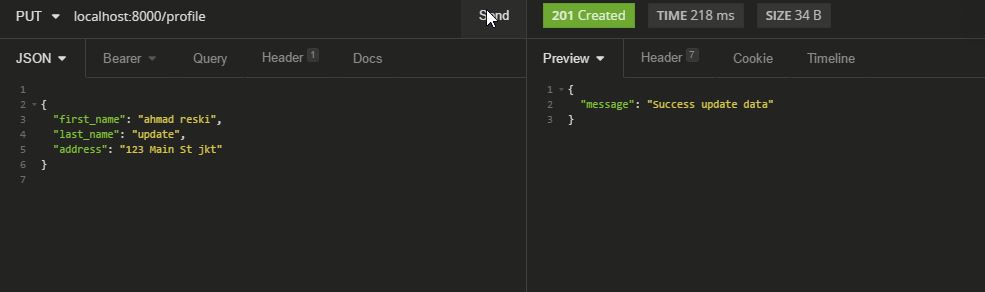 PUT localhost:8000/profile Send 201 Created TIME 218 ms SIZE 34 B
JSON Bearer Query Header 1 Docs Preview Header 7 Cookie Timeline
1
2 {
3 "first_name": "ahmad reski",
4 "last_name": "update",
5 "address": "123 Main St jkt"
6 }
7
1 {
2 "message": "Success update data"
3 }